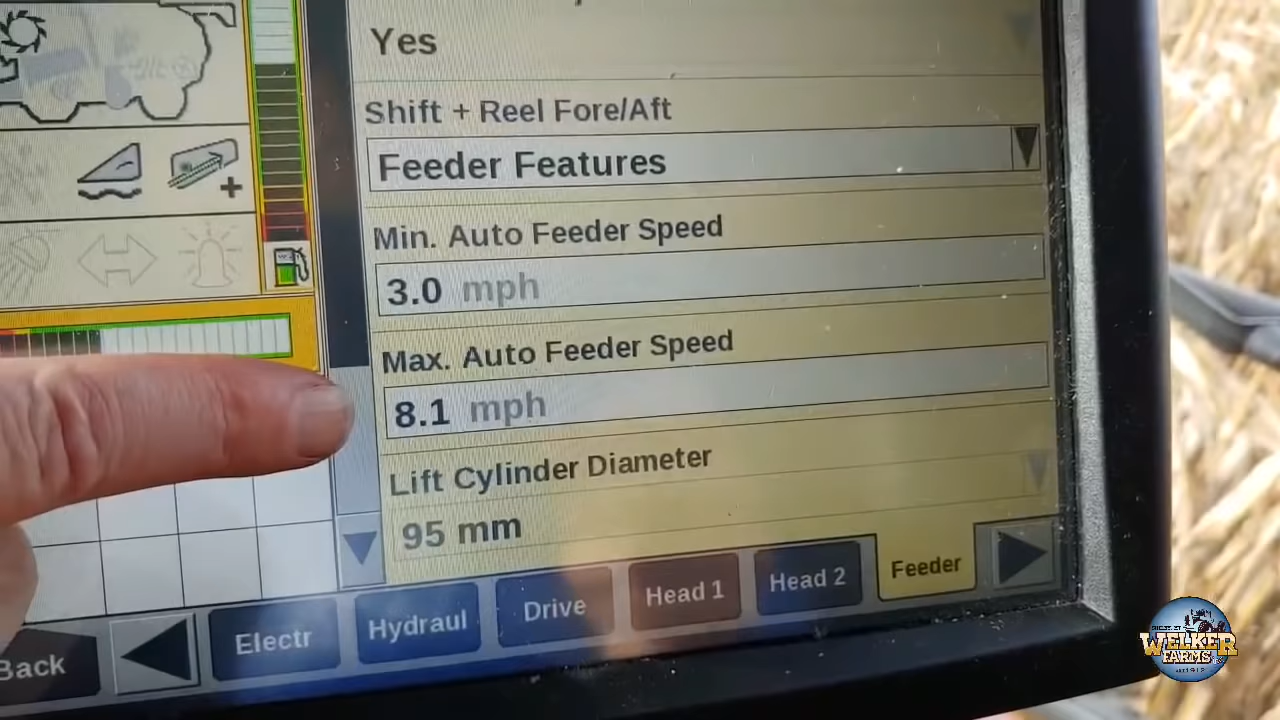 Yes
Shift + Reel Fore/Aft
Feeder Features
Min. Auto Feeder Speed
3.0 mph
Max. Auto Feeder Speed
8.1 mph
Lift Cylinder Diameter
95 mm
Back
Electr
Hydraul
Drive
Head 1
Head 2
Feeder
WELKER
FARMS